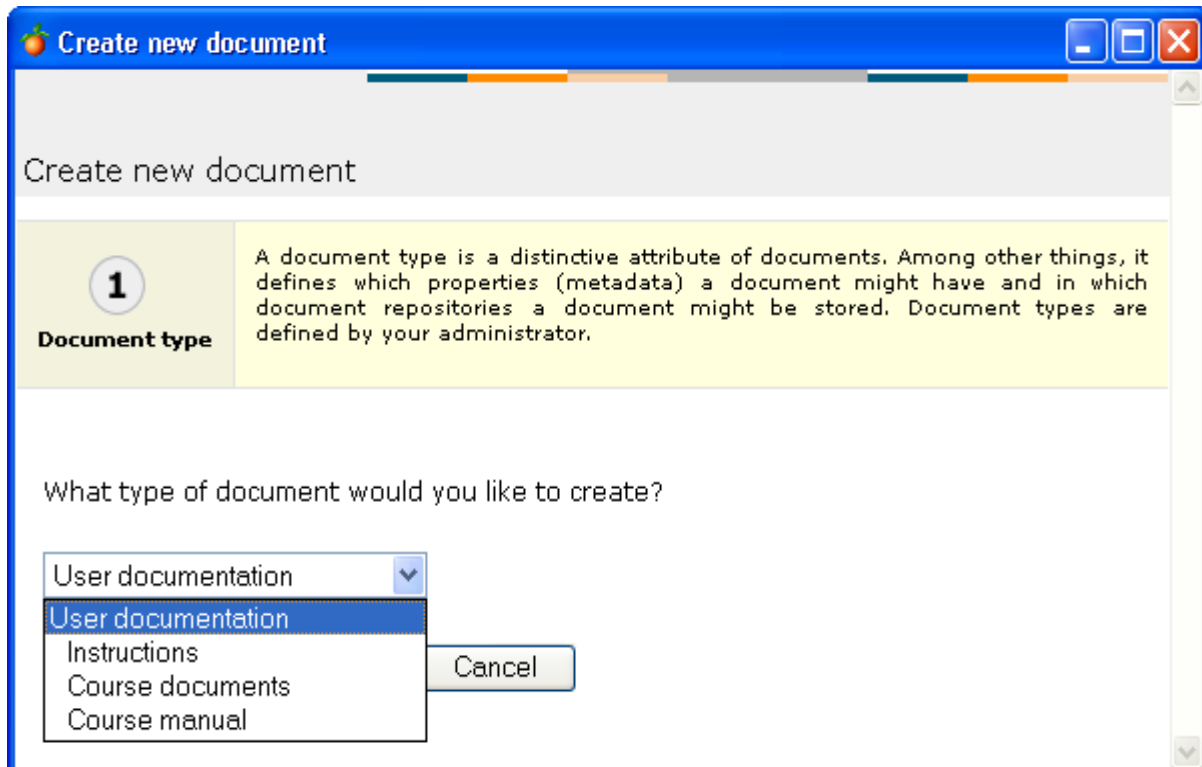 Create new document
Create new document
1
Document type
A document type is a distinctive attribute of documents. Among other things, it
defines which properties (metadata) a document might have and in which
document repositories a document might be stored. Document types are
defined by your administrator.
What type of document would you like to create?
User documentation
User documentation
Instructions
Course documents
Course manual
Cancel